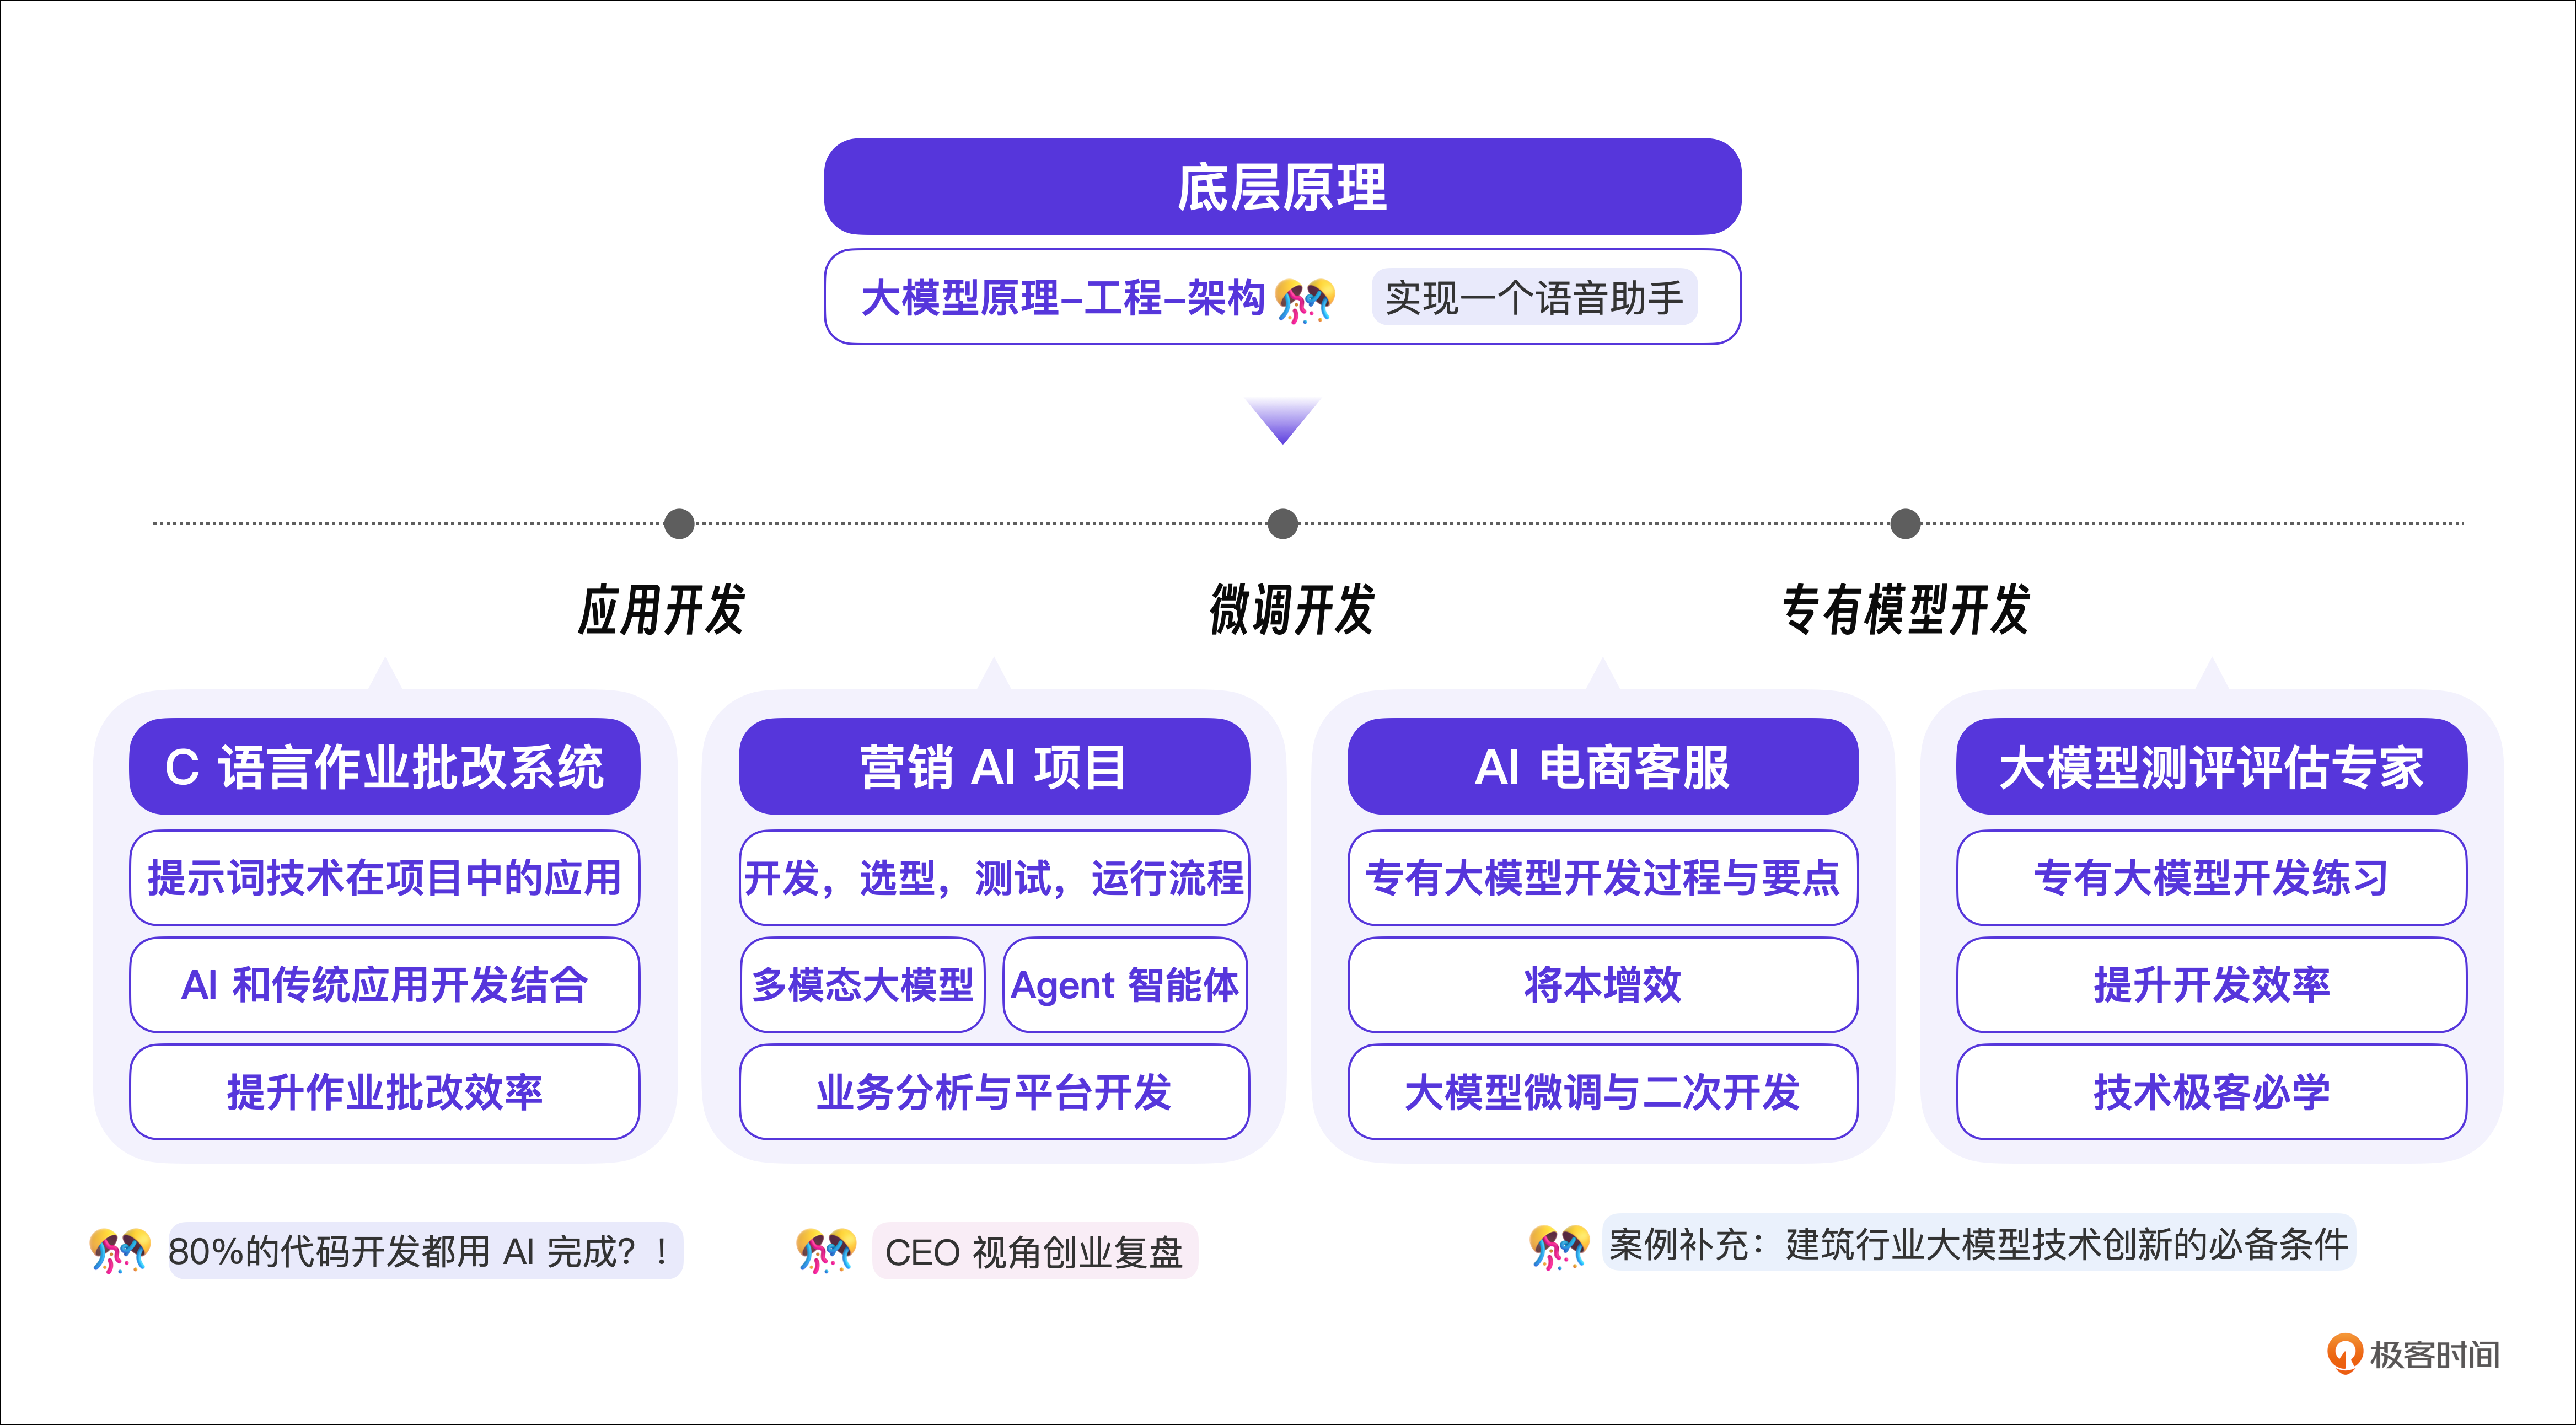 底层原理
大模型原理-工程-架构 实现一个语音助手
应用开发 微调开发 专有模型开发
C 语言作业批改系统
提示词技术在项目中的应用
AI 和传统应用开发结合
提升作业批改效率
营销 AI 项目
开发，选型，测试，运行流程
多模态大模型 Agent 智能体
业务分析与平台开发
AI 电商客服
专有大模型开发过程与要点
将本增效
大模型微调与二次开发
大模型测评评估专家
专有大模型开发练习
提升开发效率
技术极客必学
80%的代码开发都用 AI 完成？！
CEO 视角创业复盘
案例补充：建筑行业大模型技术创新的必备条件
极客时间